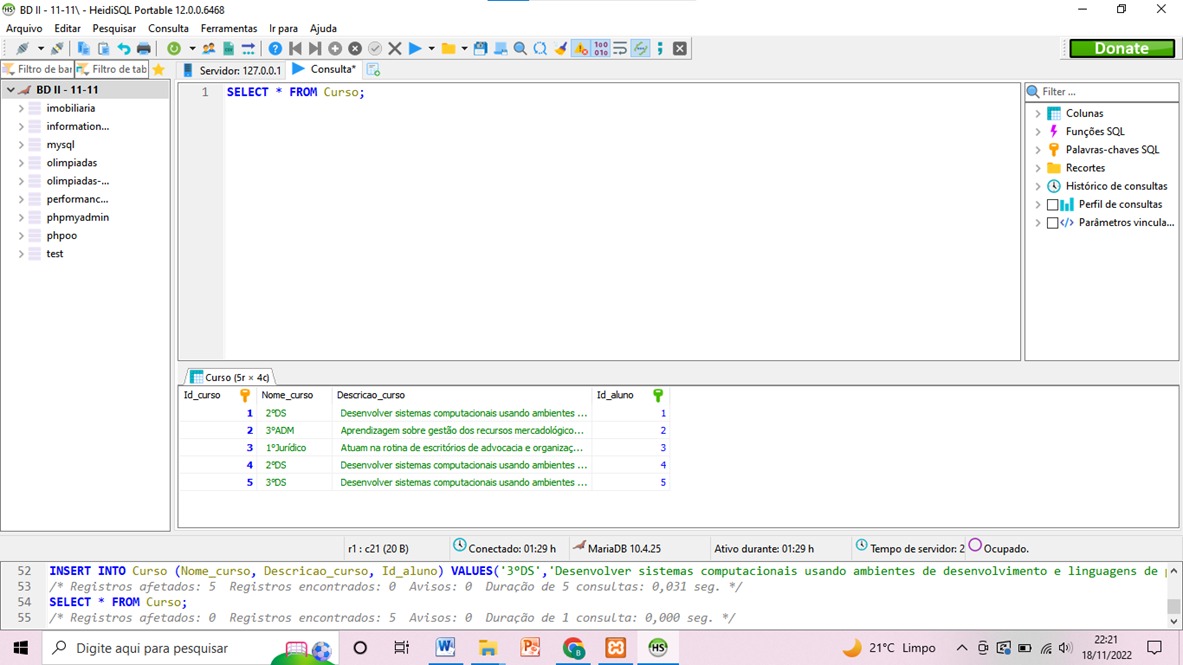 BD II - 11-11\ - HeidiSQL Portable 12.0.0.6468
Arquivo Editar Pesquisar Consulta Ferramentas Ir para Ajuda
Donate
Filtro de bar Filtro de tab Servidor: 127.0.0.1 Consulta*
BD II - 11-11
imobiliaria
information...
mysql
olimpiadas
olimpiadas-...
performanc...
phpmyadmin
phpoo
test
1 SELECT * FROM Curso;
Filter ...
Colunas
Funções SQL
Palavras-chaves SQL
Recortes
Histórico de consultas
Perfil de consultas
Parâmetros vincula...
Curso (5r × 4c)
Id_curso Nome_curso Descricao_curso Id_aluno
1 2ºDS Desenvolver sistemas computacionais usando ambientes ... 1
2 3ºADM Aprendizagem sobre gestão dos recursos mercadológico... 2
3 1ºJurídico Atuam na rotina de escritórios de advocacia e organizaç... 3
4 2ºDS Desenvolver sistemas computacionais usando ambientes ... 4
5 3ºDS Desenvolver sistemas computacionais usando ambientes ... 5
r1 : c21 (20 B) Conectado: 01:29 h MariaDB 10.4.25 Ativo durante: 01:29 h Tempo de servidor: 2 Ocupado.
52 INSERT INTO Curso (Nome_curso, Descricao_curso, Id_aluno) VALUES('3ºDS','Desenvolver sistemas computacionais usando ambientes de desenvolvimento e linguagens de p
53 /* Registros afetados: 5 Registros encontrados: 0 Avisos: 0 Duração de 5 consultas: 0,031 seg. */
54 SELECT * FROM Curso;
55 /* Registros afetados: 0 Registros encontrados: 5 Avisos: 0 Duração de 1 consulta: 0,000 seg. */
Digite aqui para pesquisar
21°C Limpo
22:21
18/11/2022